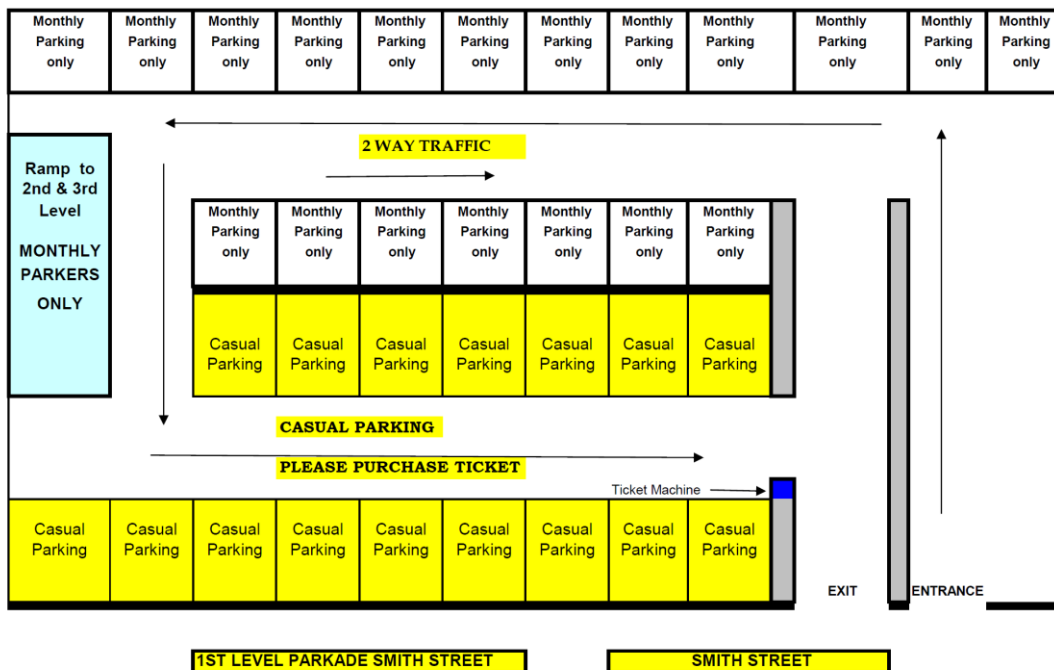 Monthly Parking only
Monthly Parking only
Monthly Parking only
Monthly Parking only
Monthly Parking only
Monthly Parking only
Monthly Parking only
Monthly Parking only
Monthly Parking only
Monthly Parking only
Monthly Parking only
Monthly Parking only
2 WAY TRAFFIC
Ramp to
2nd & 3rd
Level
MONTHLY
PARKERS
ONLY
Monthly Parking only
Monthly Parking only
Monthly Parking only
Monthly Parking only
Monthly Parking only
Monthly Parking only
Monthly Parking only
Casual Parking
Casual Parking
Casual Parking
Casual Parking
Casual Parking
Casual Parking
Casual Parking
CASUAL PARKING
PLEASE PURCHASE TICKET
Ticket Machine
Casual Parking
Casual Parking
Casual Parking
Casual Parking
Casual Parking
Casual Parking
Casual Parking
Casual Parking
Casual Parking
EXIT
ENTRANCE
1ST LEVEL PARKADE SMITH STREET
SMITH STREET